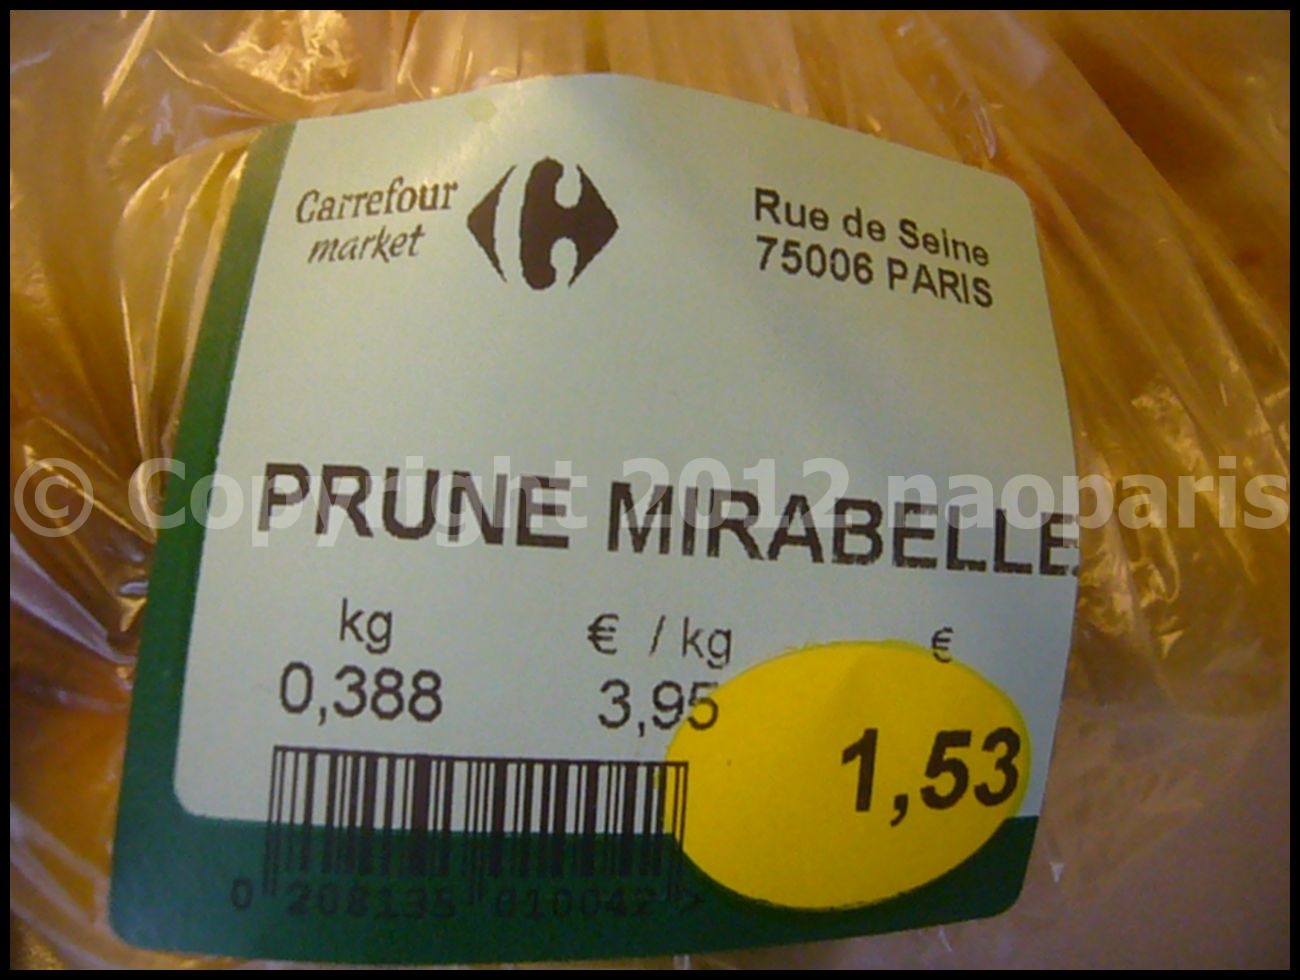 Carrefour
market
Rue de Seine
75006 PARIS
© Copyright 2012 naoparis
PRUNE MIRABELLE
kg € / kg €
0,388 3,95 1,53
0 208135 010042 >